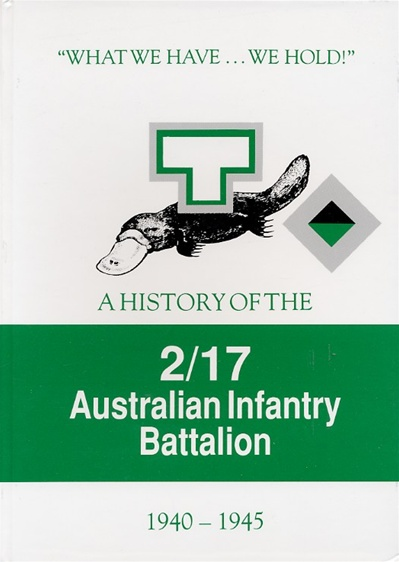 "WHAT WE HAVE ... WE HOLD!"
T
A HISTORY OF THE
2/17
Australian Infantry
Battalion
1940 – 1945